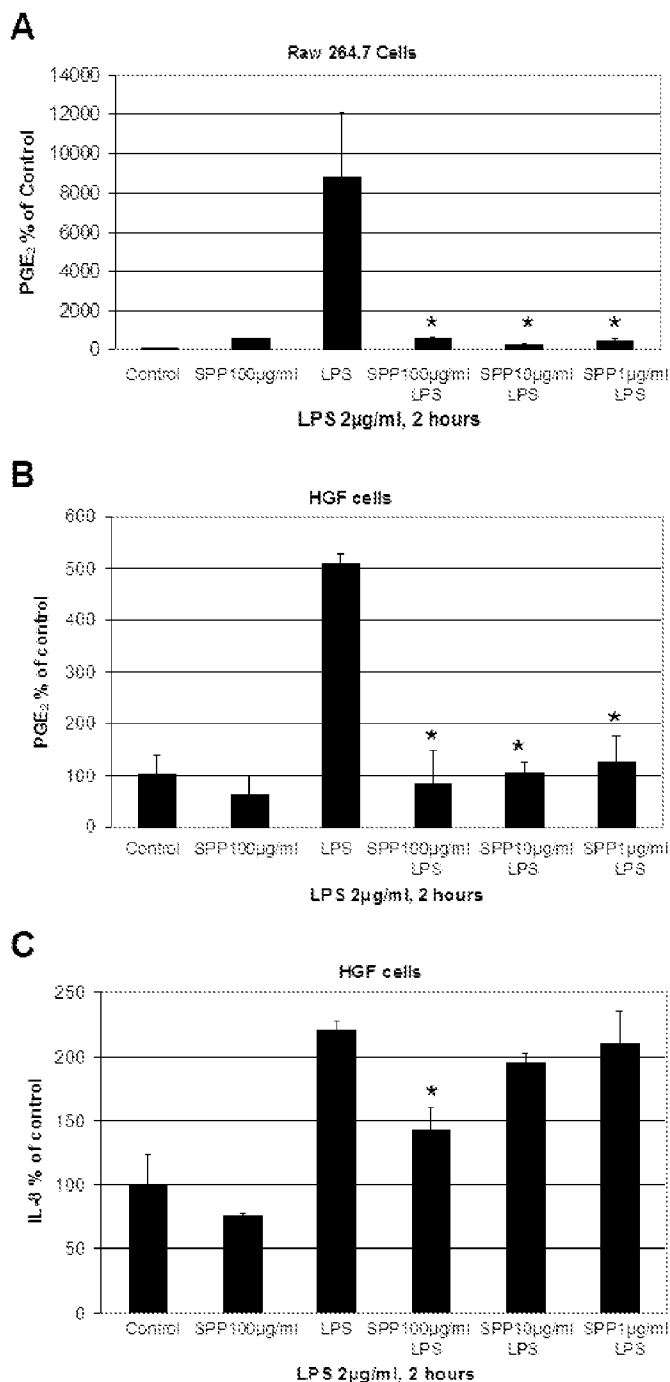 A
Raw 264.7 Cells
PGE₂ % of Control
14000
12000
10000
8000
6000
4000
2000
0
*
*
*
Control
SPP100µg/ml
LPS
SPP100µg/ml
LPS
SPP10µg/ml
LPS
SPP1µg/ml
LPS
LPS 2µg/ml, 2 hours
B
HGF cells
PGE₂ % of control
600
500
400
300
200
100
0
*
*
*
Control
SPP100µg/ml
LPS
SPP100µg/ml
LPS
SPP10µg/ml
LPS
SPP1µg/ml
LPS
LPS 2µg/ml, 2 hours
C
HGF cells
IL-8 % of control
250
200
150
100
50
0
*
Control
SPP100µg/ml
LPS
SPP100µg/ml
LPS
SPP10µg/ml
LPS
SPP1µg/ml
LPS
LPS 2µg/ml, 2 hours